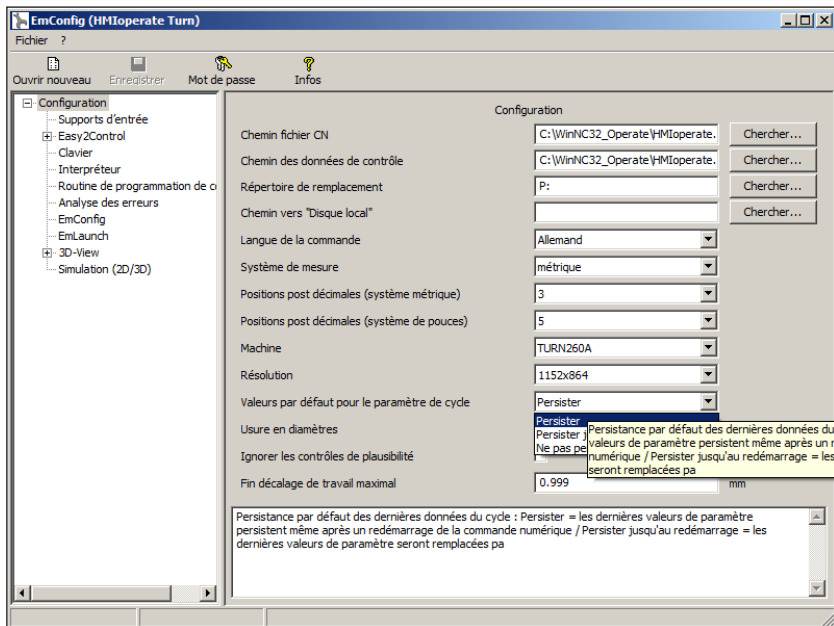 EmConfig (HMIoperate Turn)
Fichier ?
Ouvrir nouveau Enregistrer Mot de passe Infos
Configuration
Supports d'entrée
Easy2Control
Clavier
Interpréteur
Routine de programmation de c
Analyse des erreurs
EmConfig
EmLaunch
3D-View
Simulation (2D/3D)
Configuration
Chemin fichier CN C:\WinNC32_Operate\HMIoperate. Chercher...
Chemin des données de contrôle C:\WinNC32_Operate\HMIoperate. Chercher...
Répertoire de remplacement P: Chercher...
Chemin vers "Disque local" Chercher...
Langue de la commande Allemand
Système de mesure métrique
Positions post décimales (système métrique) 3
Positions post décimales (système de pouces) 5
Machine TURN260A
Résolution 1152x864
Valeurs par défaut pour le paramètre de cycle Persister
Usure en diamètres
Ignorer les contrôles de plausibilité
Persister
Persister j
Ne pas pe
Persistance par défaut des dernières données du
valeurs de paramètre persistent même après un r
numérique / Persister jusqu'au redémarrage = les
seront remplacées pa
Fin décalage de travail maximal 0.999 mm
Persistance par défaut des dernières données du cycle : Persister = les dernières valeurs de paramètre
persistent même après un redémarrage de la commande numérique / Persister jusqu'au redémarrage = les
dernières valeurs de paramètre seront remplacées pa